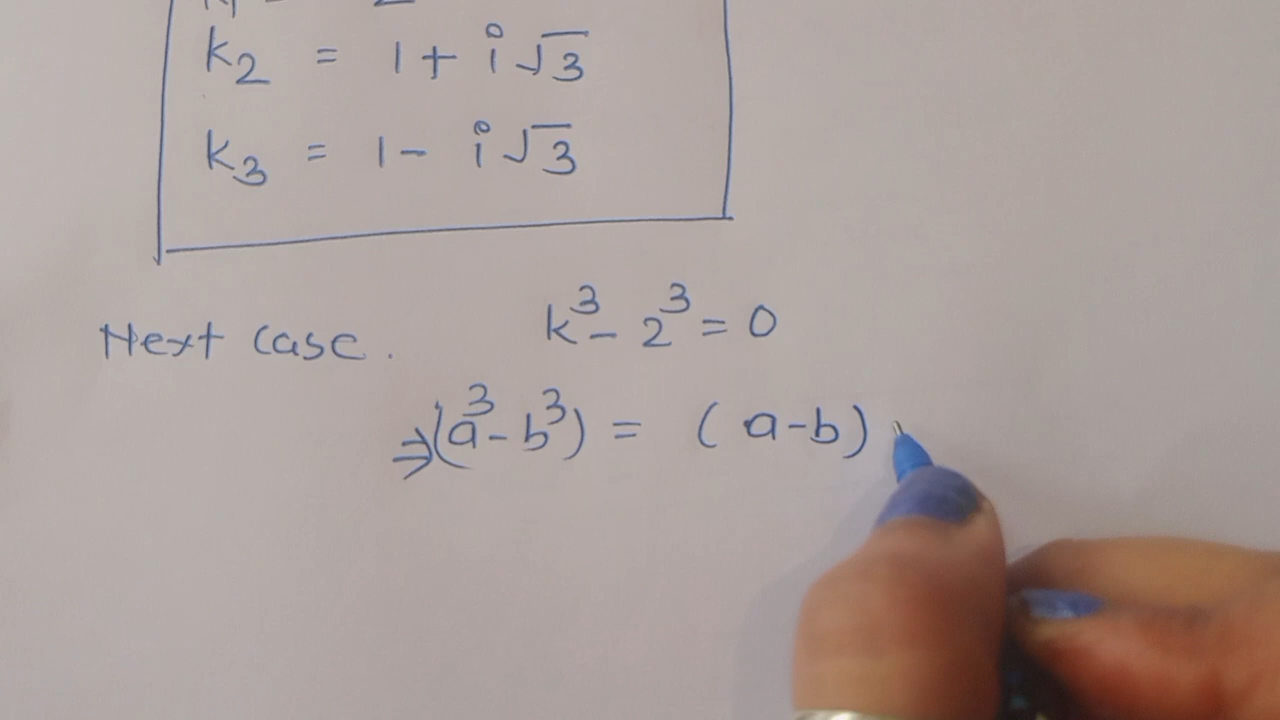 k2 = 1 + i√3
k3 = 1 - i√3
Next case. k³ - 2³ = 0
⇒(a³ - b³) = (a-b)